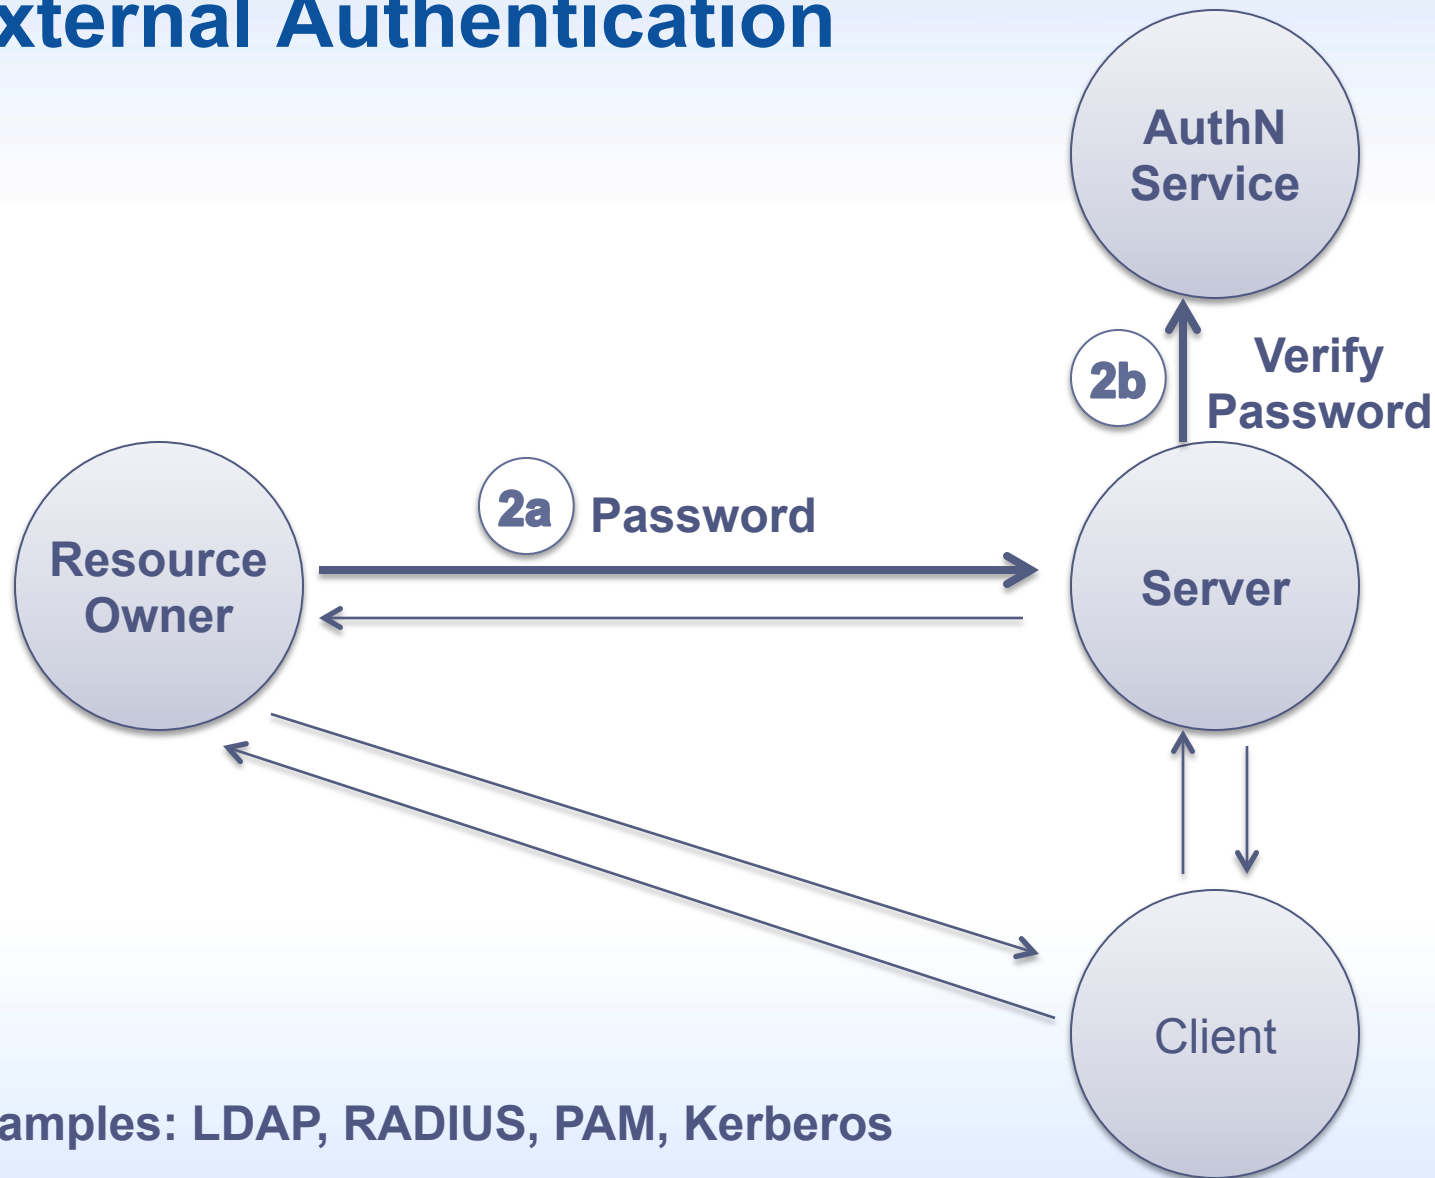 xternal Authentication
AuthN
Service
2b
Verify
Password
2a
Password
Resource
Owner
Server
Client
amples: LDAP, RADIUS, PAM, Kerberos